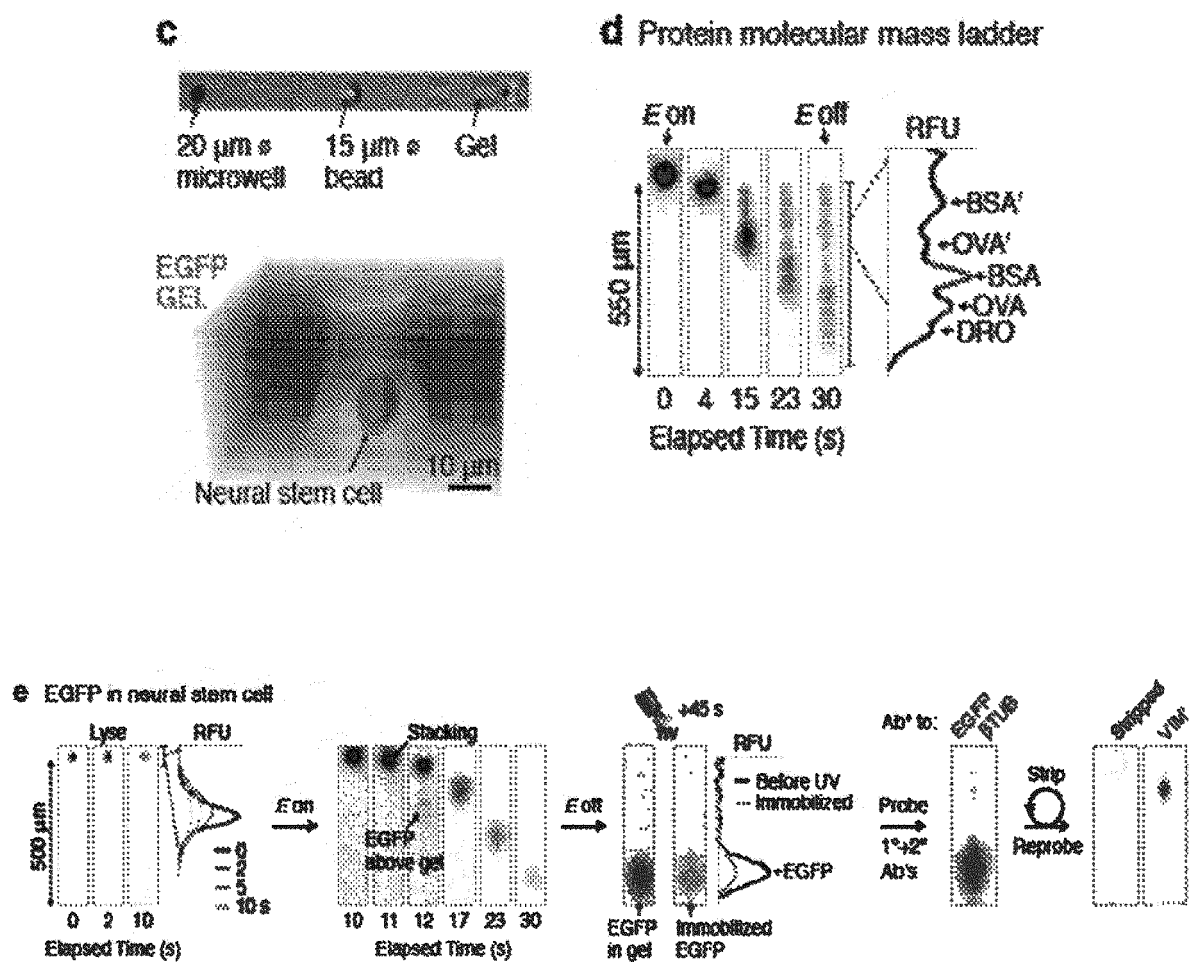 c
20 µm ø
microwell
15 µm ø
bead
Gel
EGFP
GEL
10 µm
Neural stem cell
d Protein molecular mass ladder
E on
E off
RFU
550 µm
BSA'
OVA'
BSA
OVA
DRO
0 4 15 23 30
Elapsed Time (s)
e EGFP in neural stem cell
Lyse
RFU
500 µm
10 s
0 2 10
Elapsed Time (s)
E on
Stacking
EGFP
above gel
10 11 12 17 23 30
Elapsed Time (s)
E off
hν
+45 s
RFU
Before UV
Immobilized
EGFP
EGFP
in gel
Immobilized
EGFP
Probe
1°+2°
Ab's
Ab* to:
EGFP
βTUB
Strip
Reprobe
Stripped
VIM'